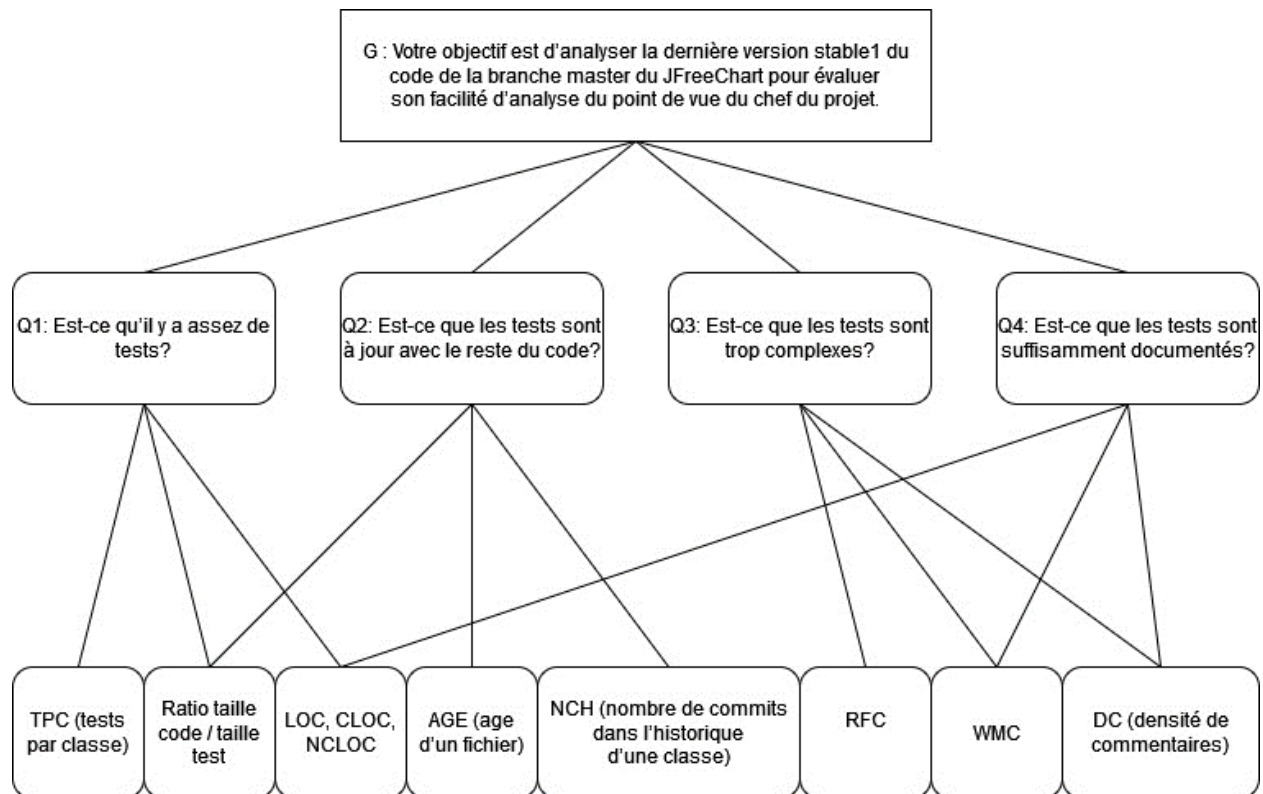 G : Votre objectif est d'analyser la dernière version stable1 du
code de la branche master du JFreeChart pour évaluer
son facilité d'analyse du point de vue du chef du projet.
Q1: Est-ce qu'il y a assez de
tests?
Q2: Est-ce que les tests sont
à jour avec le reste du code?
Q3: Est-ce que les tests sont
trop complexes?
Q4: Est-ce que les tests sont
suffisamment documentés?
TPC (tests
par classe)
Ratio taille
code / taille
test
LOC, CLOC,
NCLOC
AGE (age
d'un fichier)
NCH (nombre de commits
dans l'historique
d'une classe)
RFC
WMC
DC (densité de
commentaires)